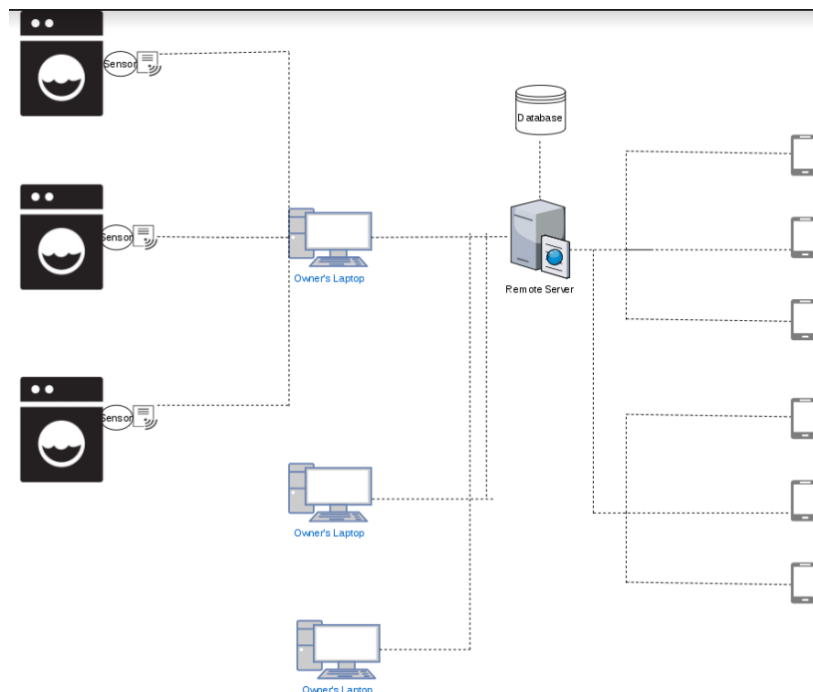 Sensor
Database
Sensor
Owner's Laptop
Remote Server
Sensor
Owner's Laptop
Owner's Laptop